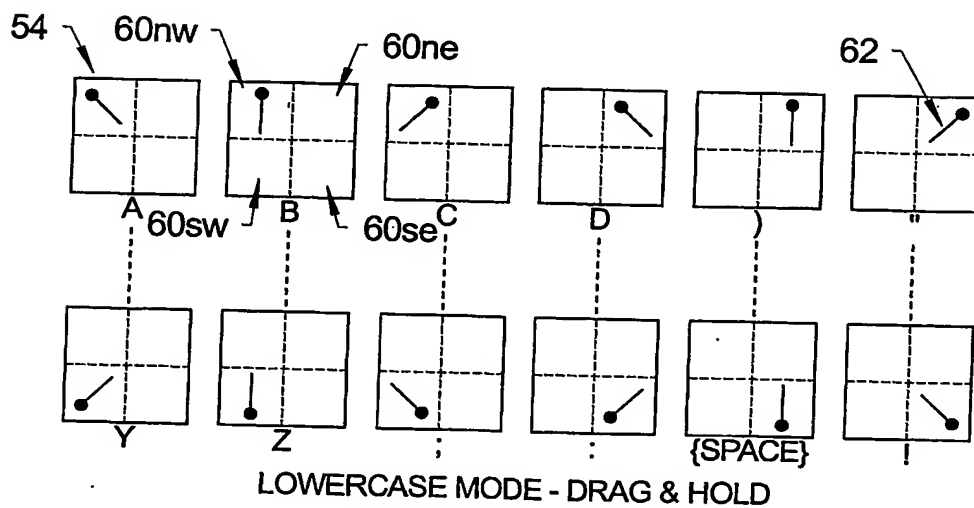 54 60nw 60ne 62
A B C D ) "
60sw 60se
Y Z ; : {SPACE} !
LOWERCASE MODE - DRAG & HOLD